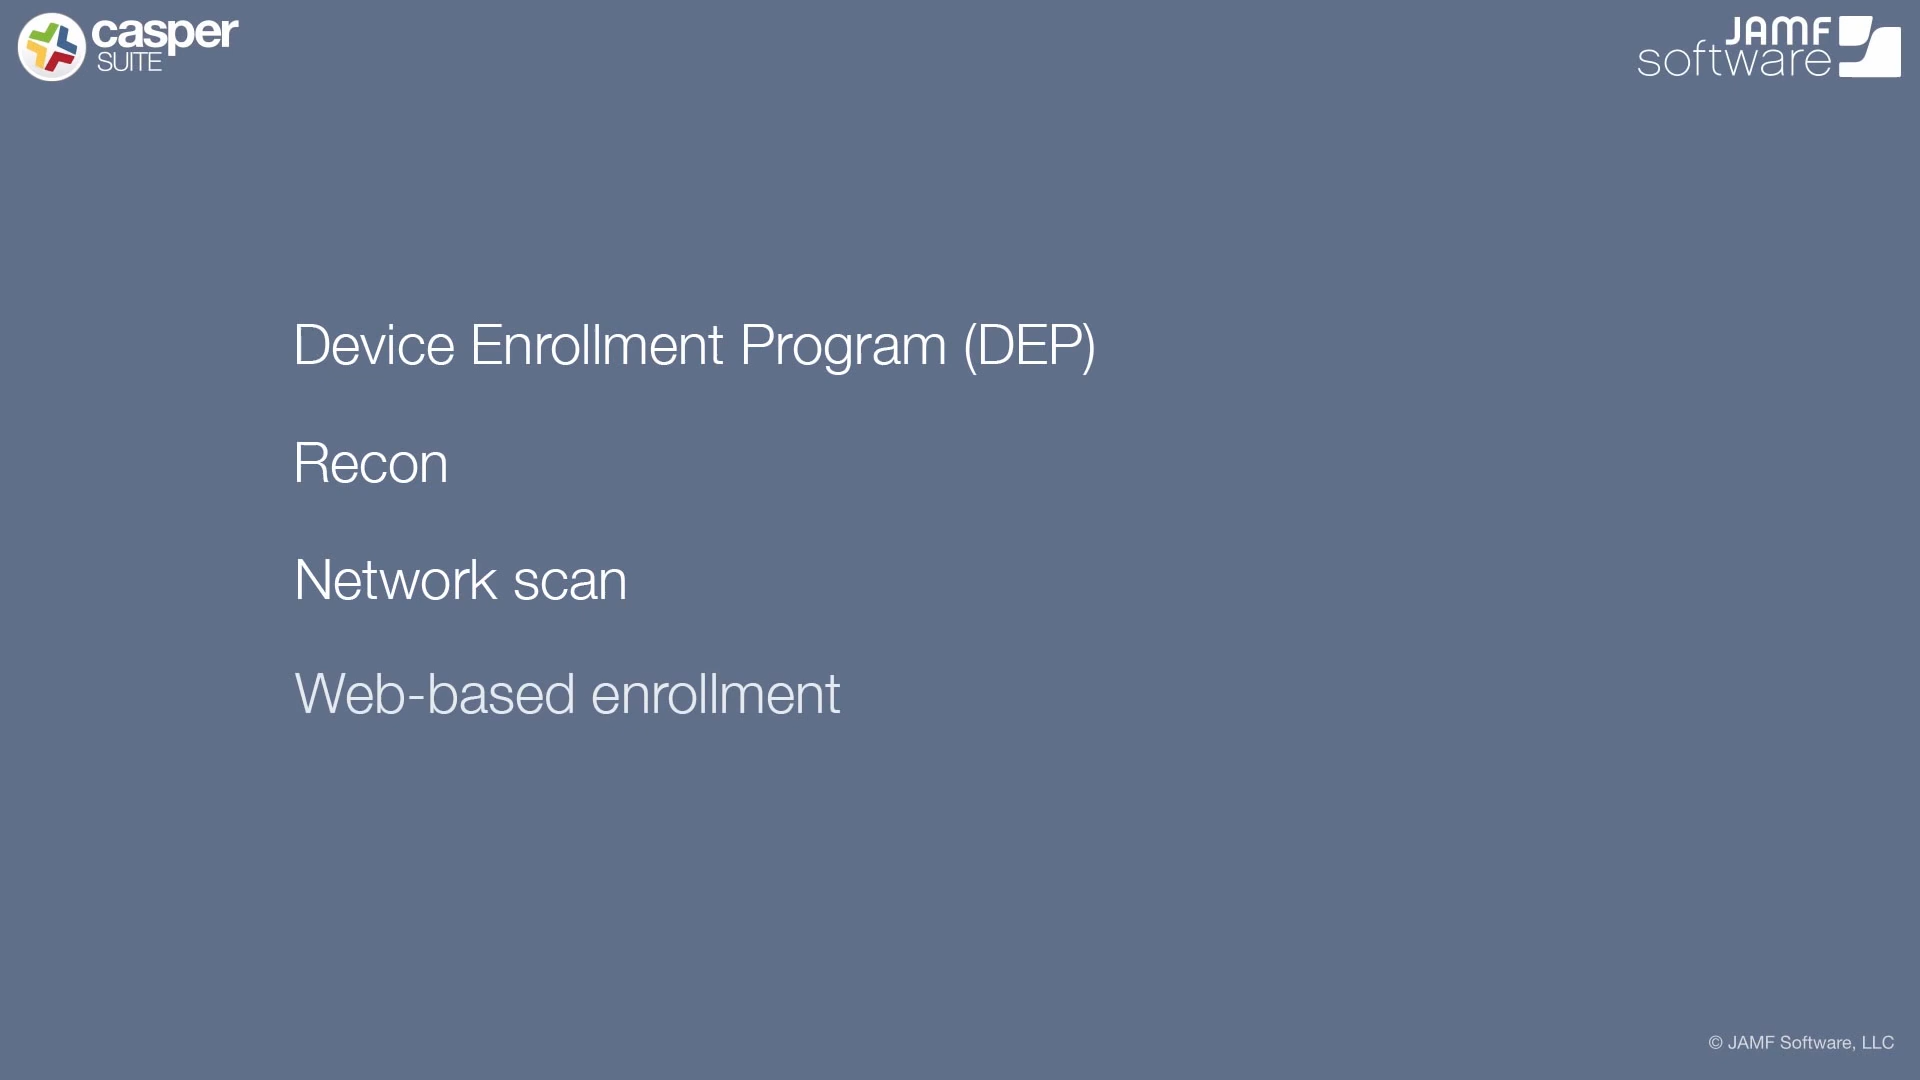 casper
SUITE
JAMF
software
Device Enrollment Program (DEP)
Recon
Network scan
Web-based enrollment
© JAMF Software, LLC